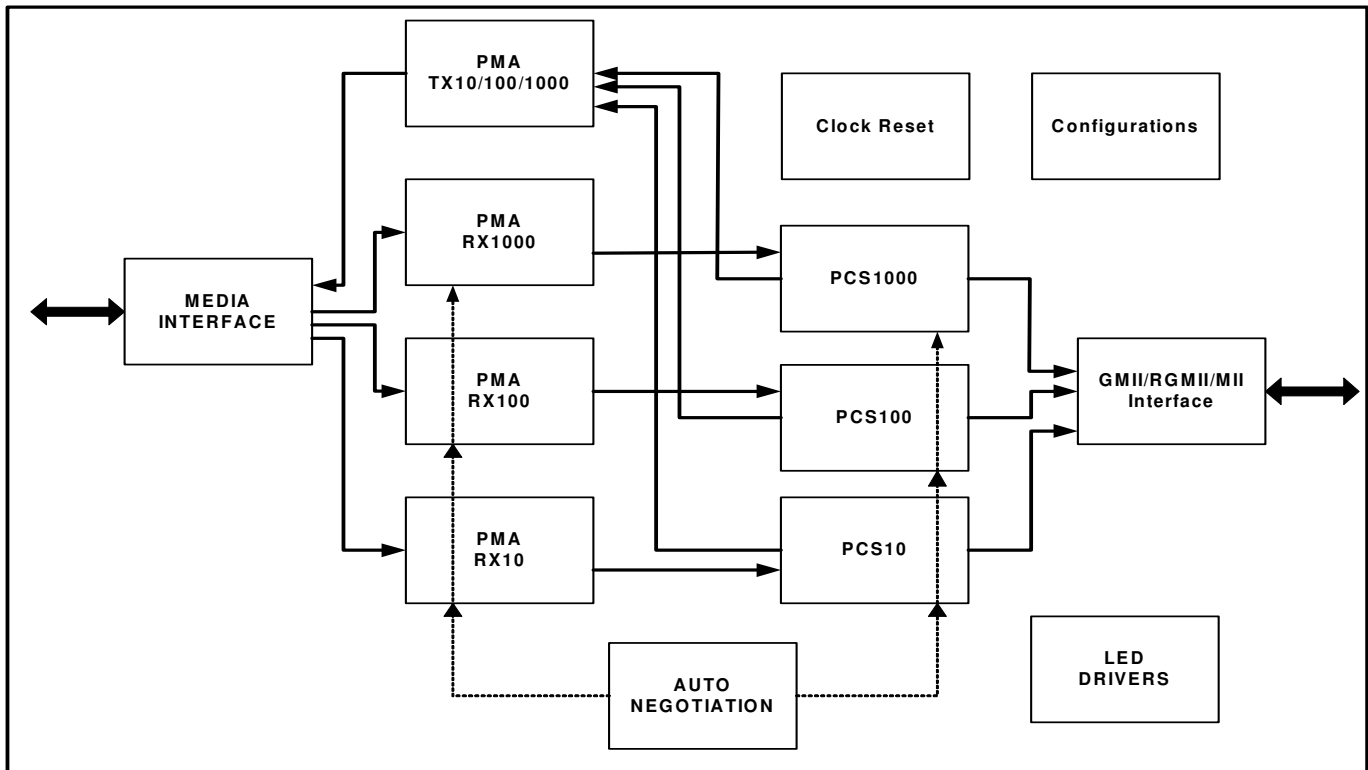 PMA
TX10/100/1000
Clock Reset
Configurations
PMA
RX1000
PCS1000
MEDIA
INTERFACE
PMA
RX100
PCS100
GMII/RGMII/MII
Interface
PMA
RX10
PCS10
AUTO
NEGOTIATION
LED
DRIVERS